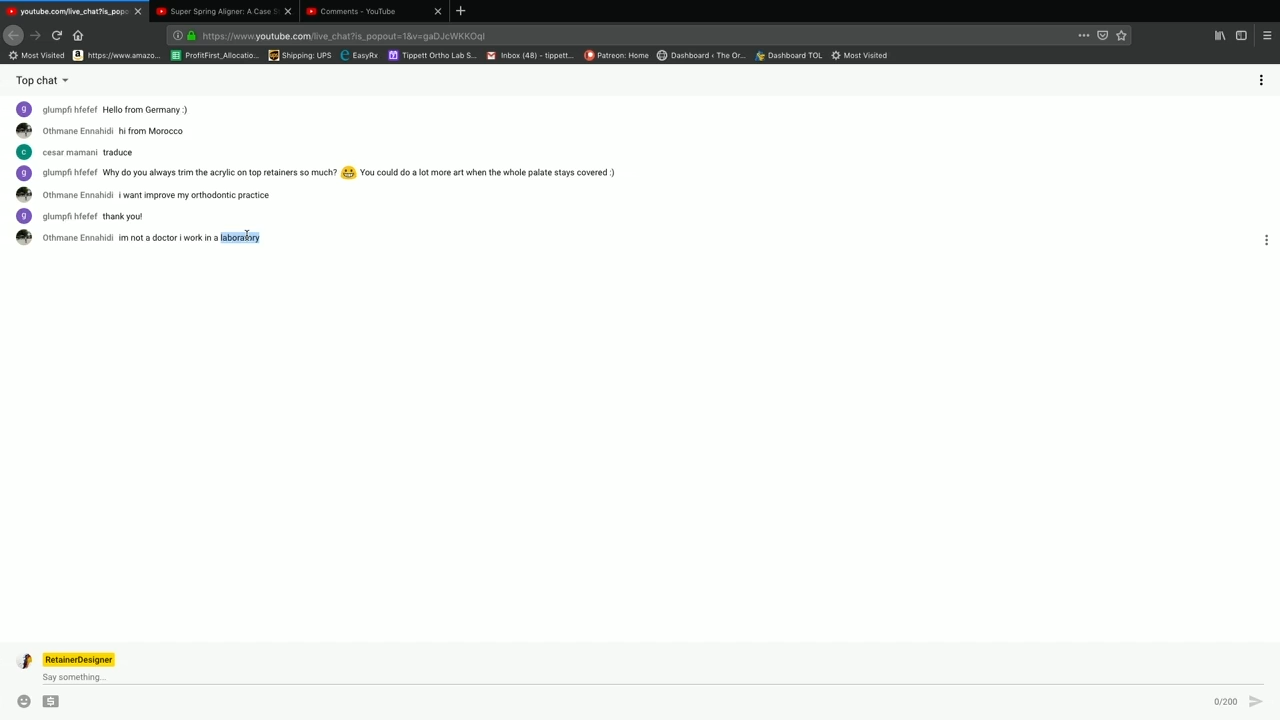 youtube.com/live_chat?is_popo
Super Spring Aligner: A Case S
Comments - YouTube
https://www.youtube.com/live_chat?is_popout=1&v=gaDJcWKKOqI
Most Visited
https://www.amazo...
ProfitFirst_Allocatio...
Shipping: UPS
EasyRx
Tippett Ortho Lab S...
Inbox (48) - tippett...
Patreon: Home
Dashboard ‹ The Or...
Dashboard TOL
Most Visited
Top chat
glumpfi hfefef Hello from Germany :)
Othmane Ennahidi hi from Morocco
cesar mamani traduce
glumpfi hfefef Why do you always trim the acrylic on top retainers so much? 😀 You could do a lot more art when the whole palate stays covered :)
Othmane Ennahidi i want improve my orthodontic practice
glumpfi hfefef thank you!
Othmane Ennahidi im not a doctor i work in a laboratory
RetainerDesigner
Say something...
0/200